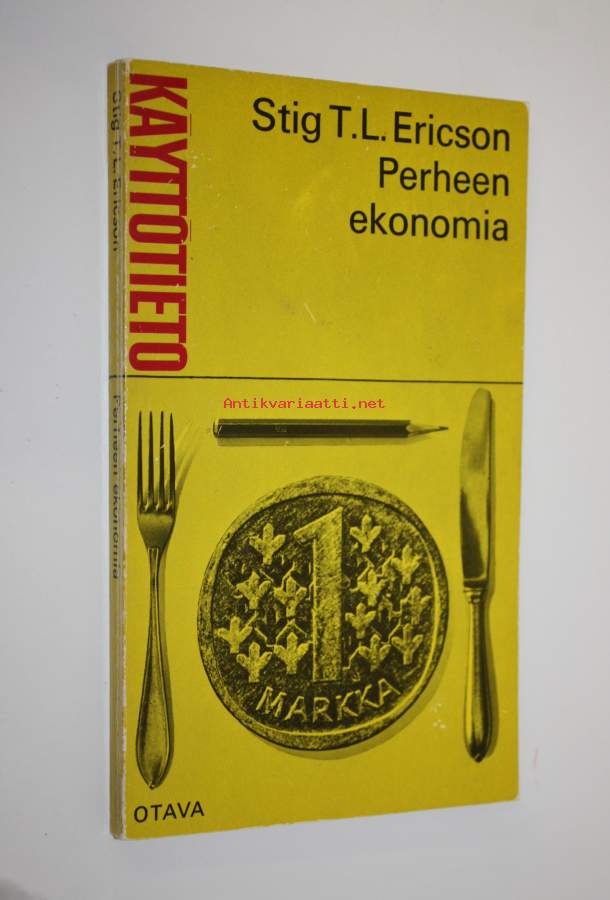 Stig T.L. Ericson
Perheen
ekonomia
KÄYTTÖTIETO
Stig T.L. Ericson
Perheen ekonomia
Antikvariaatti.net
1
MARKKA
OTAVA